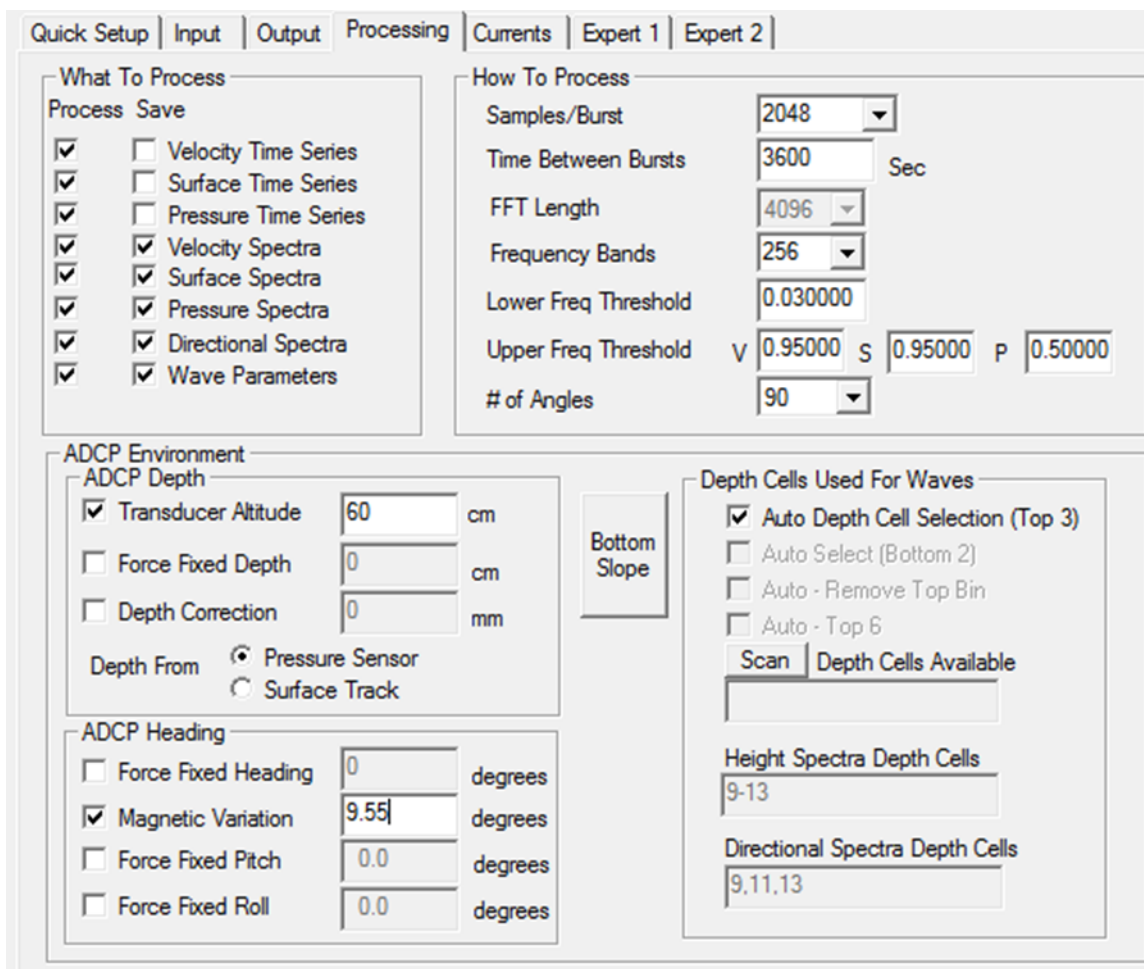 Quick Setup Input Output Processing Currents Expert 1 Expert 2
What To Process
Process Save
Velocity Time Series
Surface Time Series
Pressure Time Series
Velocity Spectra
Surface Spectra
Pressure Spectra
Directional Spectra
Wave Parameters
How To Process
Samples/Burst 2048
Time Between Bursts 3600 Sec
FFT Length 4096
Frequency Bands 256
Lower Freq Threshold 0.030000
Upper Freq Threshold V 0.95000 S 0.95000 P 0.50000
# of Angles 90
ADCP Environment
ADCP Depth
Transducer Altitude 60 cm
Force Fixed Depth 0 cm
Depth Correction 0 mm
Depth From Pressure Sensor
Surface Track
ADCP Heading
Force Fixed Heading 0 degrees
Magnetic Variation 9.55 degrees
Force Fixed Pitch 0.0 degrees
Force Fixed Roll 0.0 degrees
Bottom
Slope
Depth Cells Used For Waves
Auto Depth Cell Selection (Top 3)
Auto Select (Bottom 2)
Auto - Remove Top Bin
Auto - Top 6
Scan Depth Cells Available
Height Spectra Depth Cells
9-13
Directional Spectra Depth Cells
9,11,13